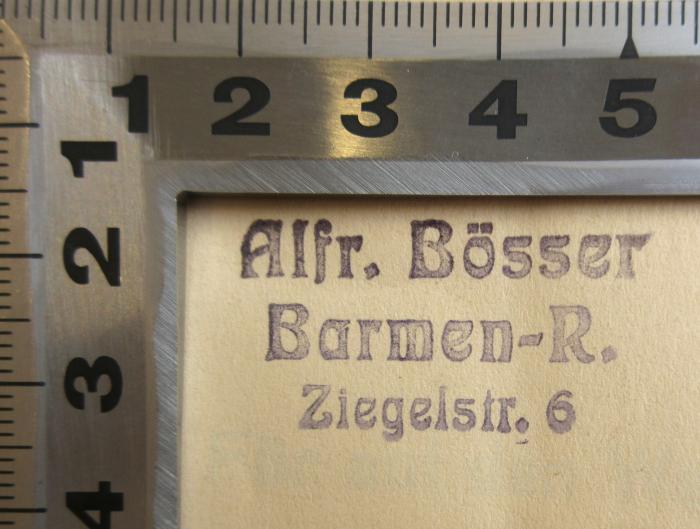 1 2 3 4 5
1
2
3
4
Alfr. Bösser
Barmen-R.
Ziegelstr. 6